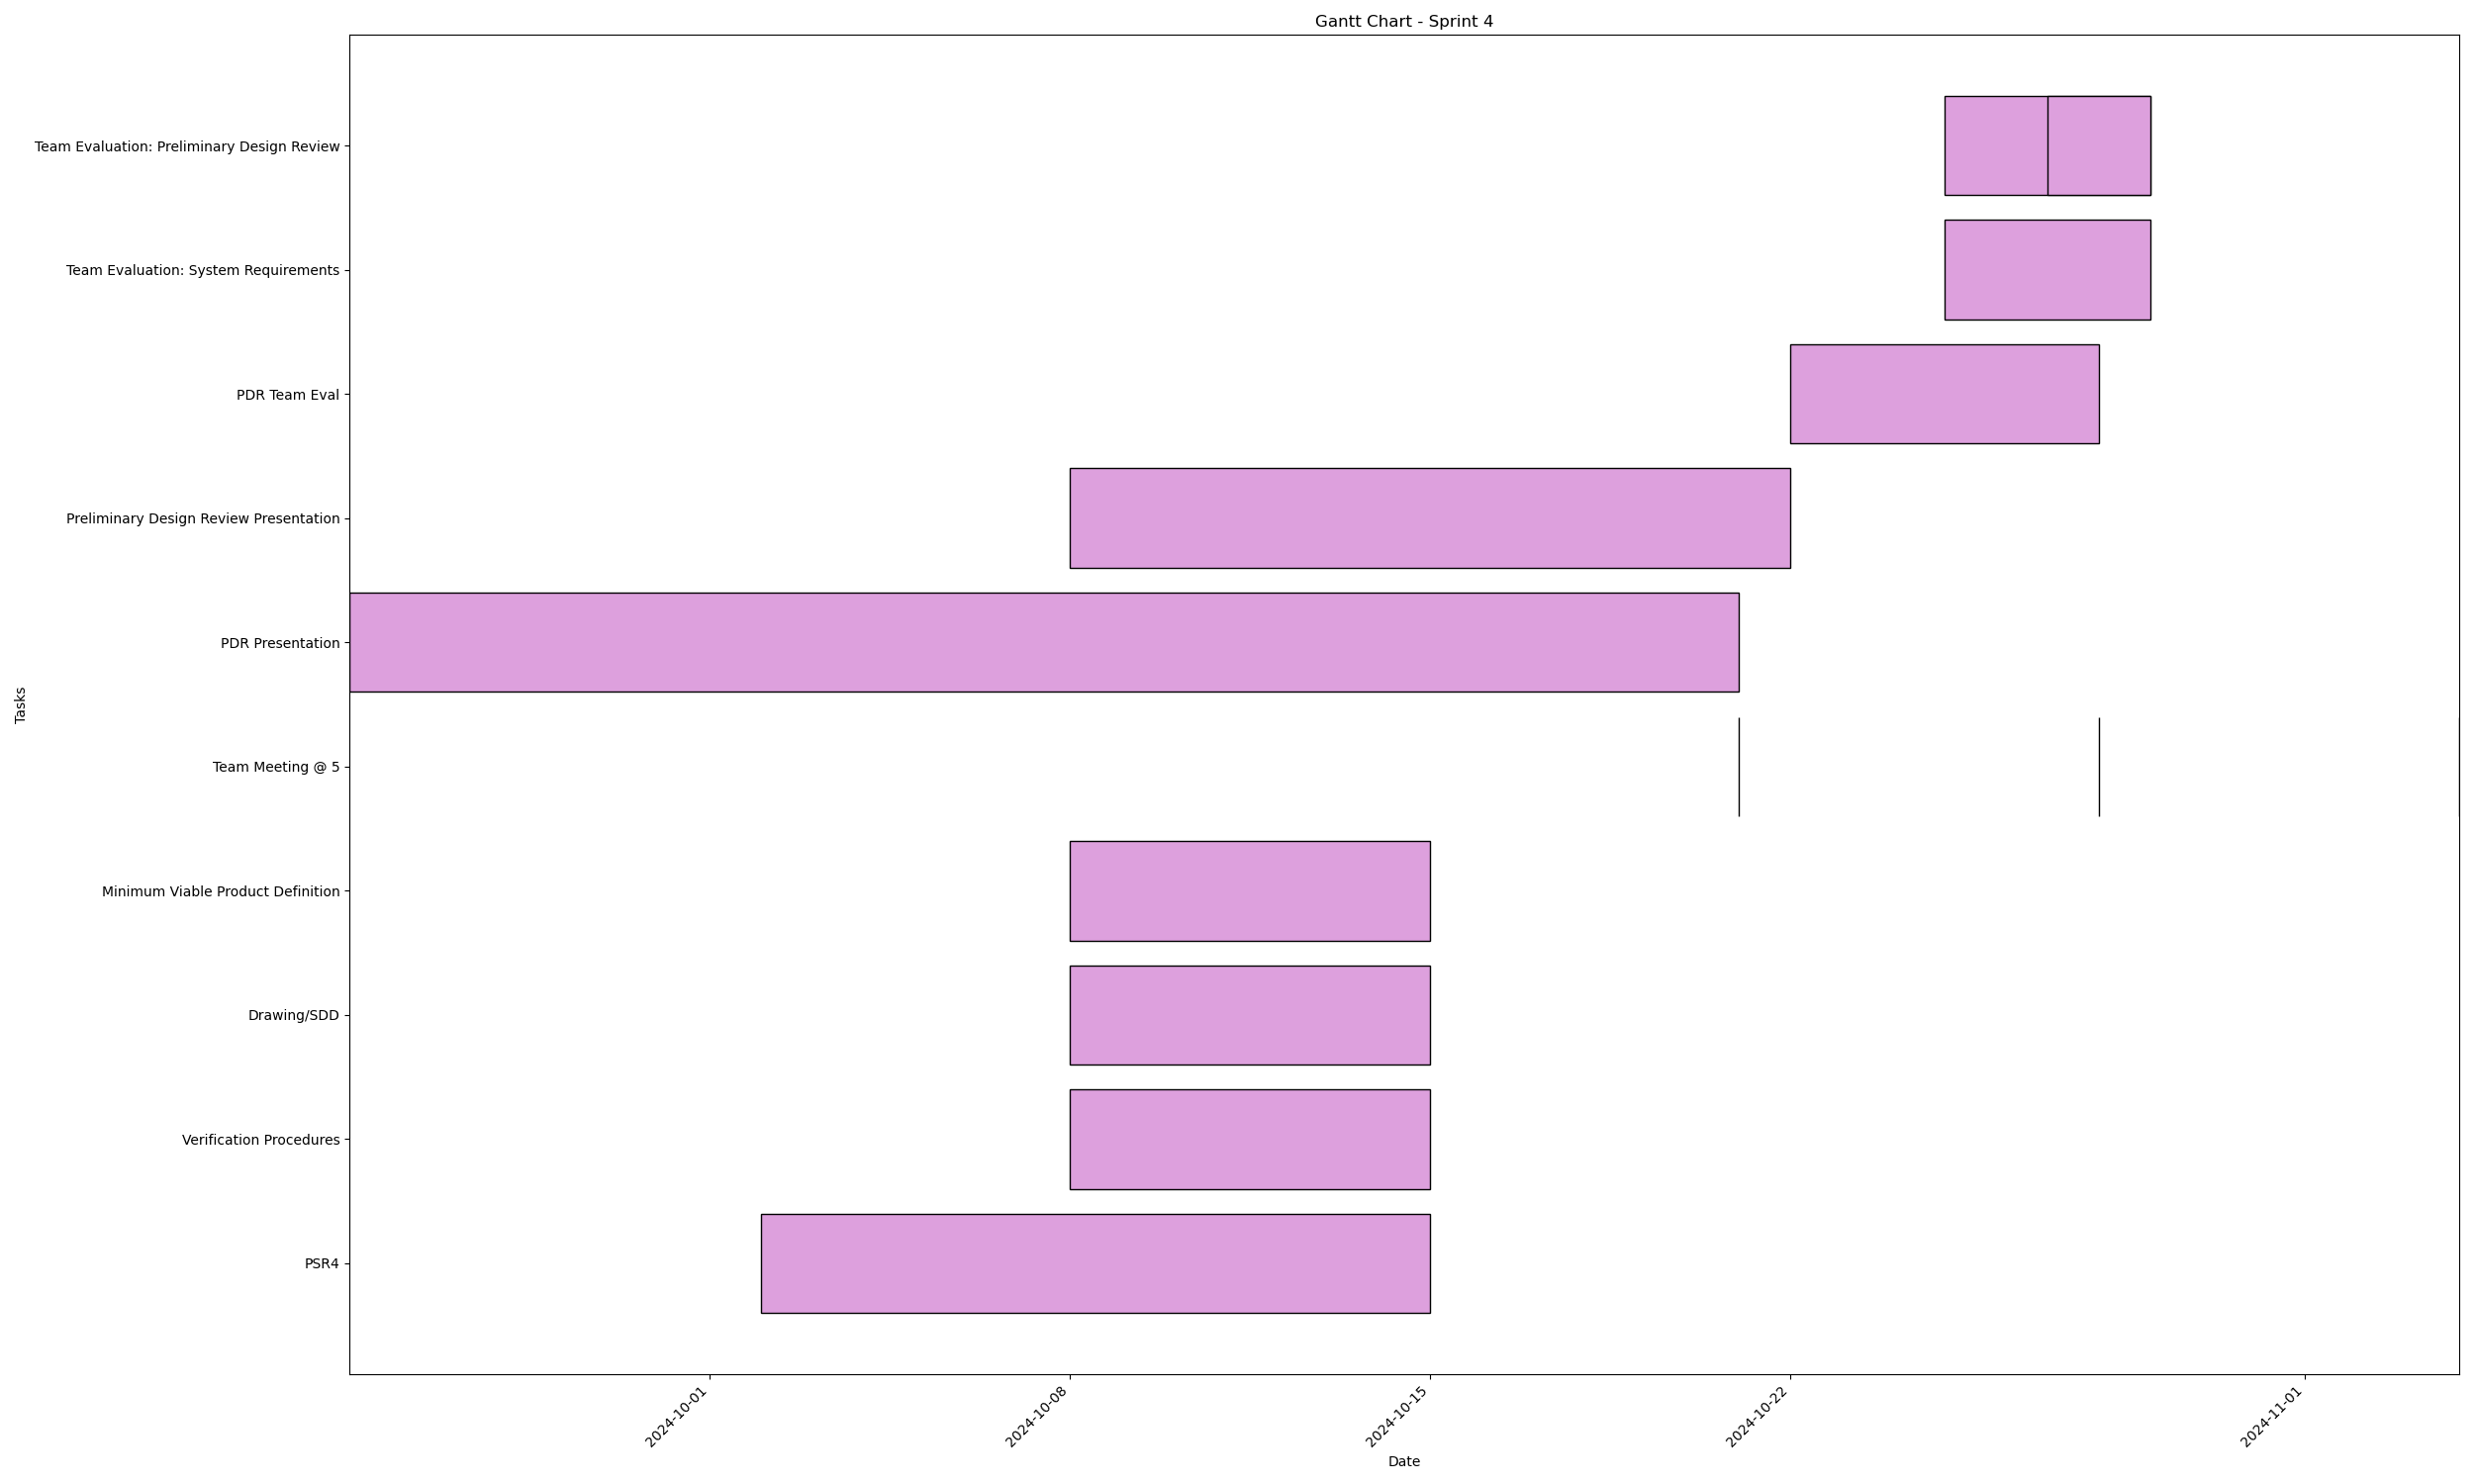 Gantt Chart - Sprint 4
Team Evaluation: Preliminary Design Review
Team Evaluation: System Requirements
PDR Team Eval
Preliminary Design Review Presentation
PDR Presentation
Tasks
Team Meeting @ 5
Minimum Viable Product Definition
Drawing/SDD
Verification Procedures
PSR4
2024-10-01
2024-10-08
2024-10-15
2024-10-22
2024-11-01
Date